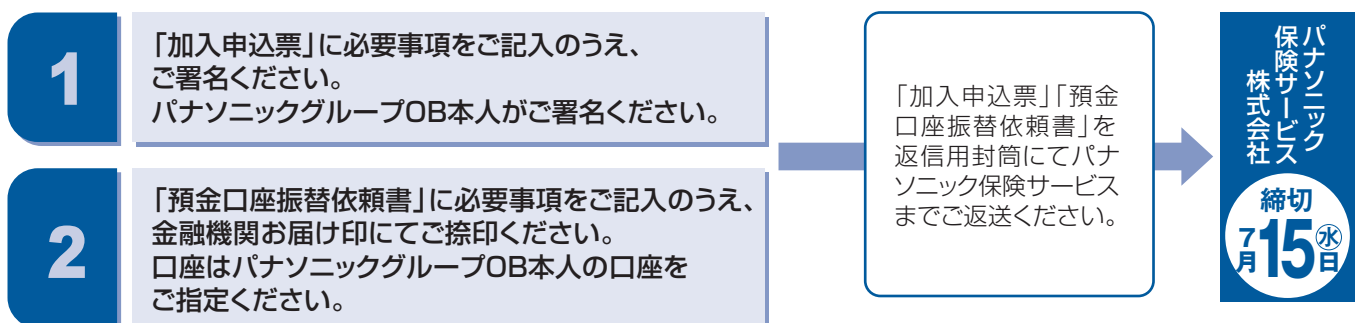 1
「加入申込票」に必要事項をご記入のうえ、
ご署名ください。
パナソニックグループOB本人がご署名ください。
2
「預金口座振替依頼書」に必要事項をご記入のうえ、
金融機関お届け印にてご捺印ください。
口座はパナソニックグループOB本人の口座を
ご指定ください。
「加入申込票」「預金
口座振替依頼書」を
返信用封筒にてパナ
ソニック保険サービス
までご返送ください。
パナソニック
保険サービス
株式会社
締切
7月15日㊌